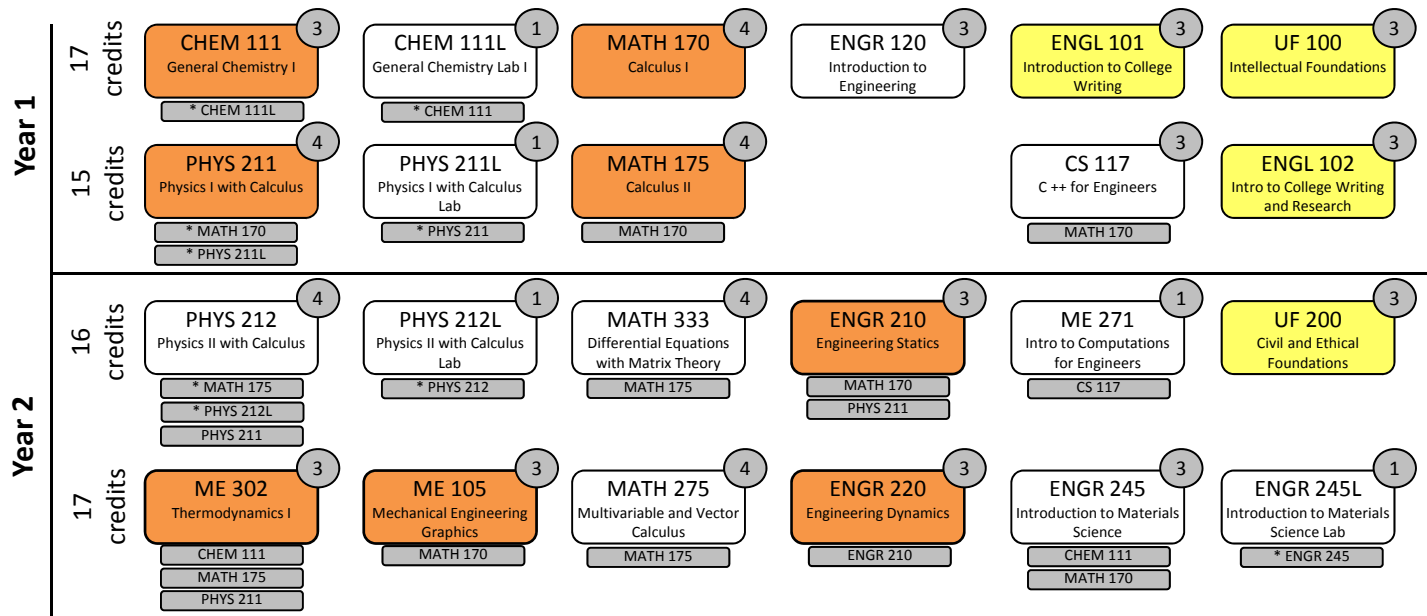 Year 1
17 credits
3
CHEM 111
General Chemistry I
* CHEM 111L
1
CHEM 111L
General Chemistry Lab I
* CHEM 111
4
MATH 170
Calculus I
3
ENGR 120
Introduction to
Engineering
3
ENGL 101
Introduction to College
Writing
3
UF 100
Intellectual Foundations
15 credits
4
PHYS 211
Physics I with Calculus
* MATH 170
* PHYS 211L
1
PHYS 211L
Physics I with Calculus
Lab
* PHYS 211
4
MATH 175
Calculus II
MATH 170
3
CS 117
C ++ for Engineers
MATH 170
3
ENGL 102
Intro to College Writing
and Research
Year 2
16 credits
4
PHYS 212
Physics II with Calculus
* MATH 175
* PHYS 212L
PHYS 211
1
PHYS 212L
Physics II with Calculus
Lab
* PHYS 212
4
MATH 333
Differential Equations
with Matrix Theory
MATH 175
3
ENGR 210
Engineering Statics
MATH 170
PHYS 211
1
ME 271
Intro to Computations
for Engineers
CS 117
3
UF 200
Civil and Ethical
Foundations
17 credits
3
ME 302
Thermodynamics I
CHEM 111
MATH 175
PHYS 211
3
ME 105
Mechanical Engineering
Graphics
MATH 170
4
MATH 275
Multivariable and Vector
Calculus
MATH 175
3
ENGR 220
Engineering Dynamics
ENGR 210
3
ENGR 245
Introduction to Materials
Science
CHEM 111
MATH 170
1
ENGR 245L
Introduction to Materials
Science Lab
* ENGR 245